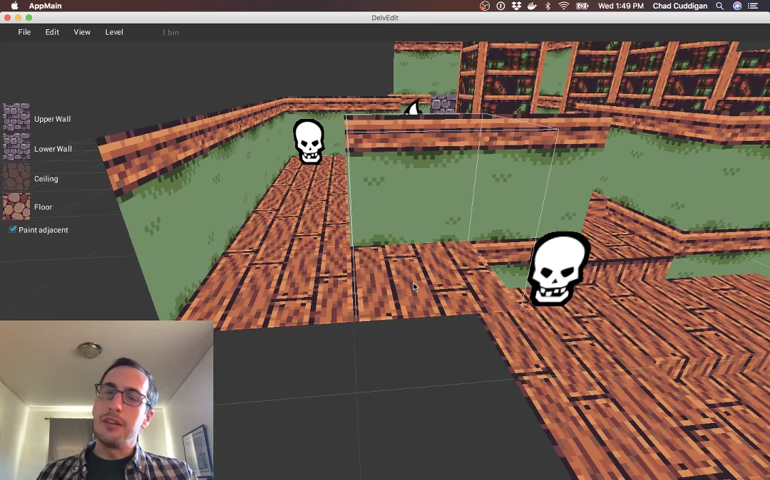 AppMain
Wed 1:49 PM Chad Cuddigan
DelvEdit
File Edit View Level 1.bin
Upper Wall
Lower Wall
Ceiling
Floor
Paint adjacent